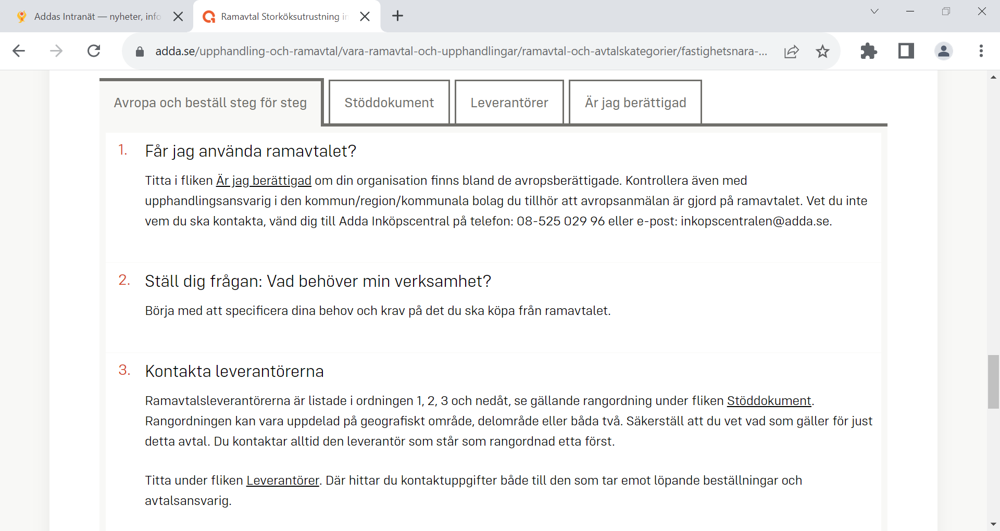 Addas Intranät — nyheter, info
Ramavtal Storköksutrustning in
adda.se/upphandling-och-ramavtal/vara-ramavtal-och-upphandlingar/ramavtal-och-avtalskategorier/fastighetsnara-...
Avropa och beställ steg för steg
Stöddokument
Leverantörer
Är jag berättigad
1. Får jag använda ramavtalet?
Titta i fliken Är jag berättigad om din organisation finns bland de avropsberättigade. Kontrollera även med
upphandlingsansvarig i den kommun/region/kommunala bolag du tillhör att avropsanmälan är gjord på ramavtalet. Vet du inte
vem du ska kontakta, vänd dig till Adda Inköpscentral på telefon: 08-525 029 96 eller e-post: inkopscentralen@adda.se.
2. Ställ dig frågan: Vad behöver min verksamhet?
Börja med att specificera dina behov och krav på det du ska köpa från ramavtalet.
3. Kontakta leverantörerna
Ramavtalsleverantörerna är listade i ordningen 1, 2, 3 och nedåt, se gällande rangordning under fliken Stöddokument.
Rangordningen kan vara uppdelad på geografiskt område, delområde eller båda två. Säkerställ att du vet vad som gäller för just
detta avtal. Du kontaktar alltid den leverantör som står som rangordnad etta först.
Titta under fliken Leverantörer. Där hittar du kontaktuppgifter både till den som tar emot löpande beställningar och
avtalsansvarig.